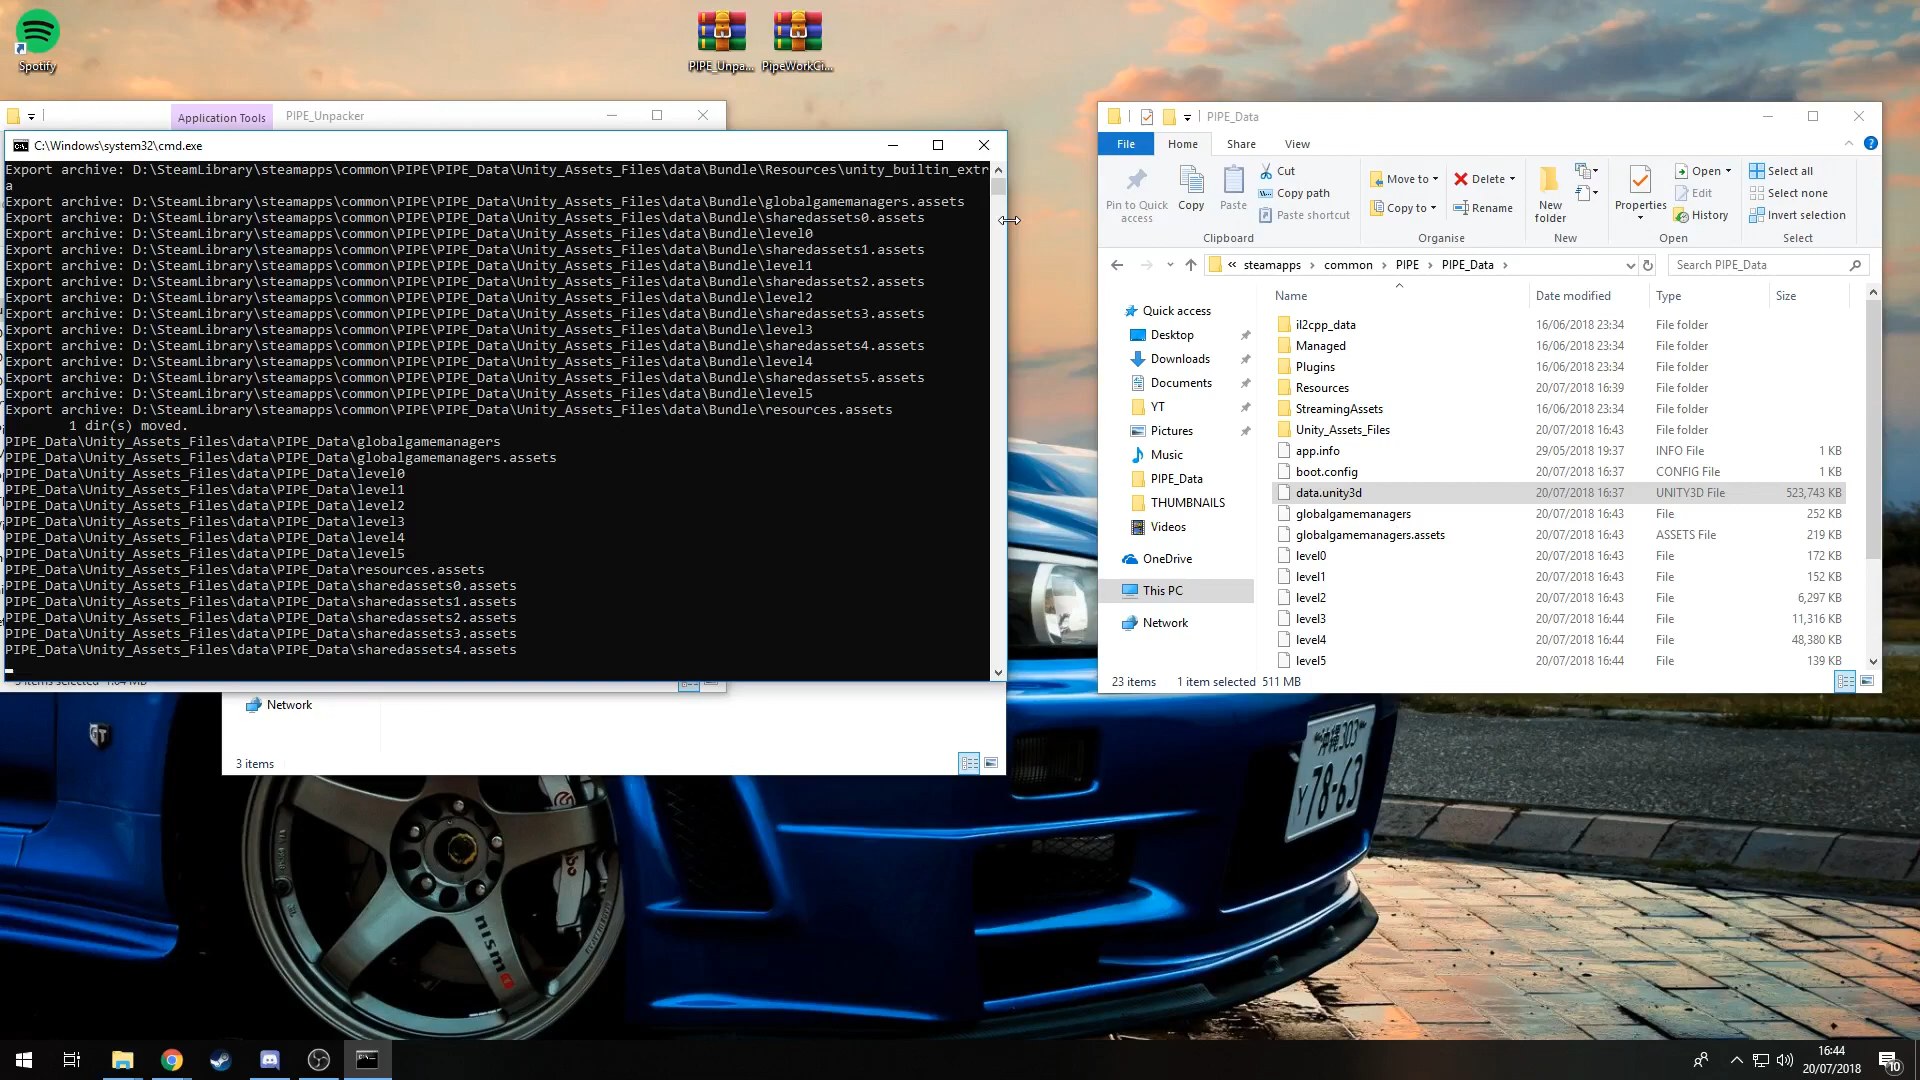 Spotify
PIPE_Unpa...
PipeWorkCi...
Application Tools
PIPE_Unpacker
C:\Windows\system32\cmd.exe
Export archive: D:\SteamLibrary\steamapps\common\PIPE\PIPE_Data\Unity_Assets_Files\data\Bundle\Resources\unity_builtin_extr
a
Export archive: D:\SteamLibrary\steamapps\common\PIPE\PIPE_Data\Unity_Assets_Files\data\Bundle\globalgamemanagers.assets
Export archive: D:\SteamLibrary\steamapps\common\PIPE\PIPE_Data\Unity_Assets_Files\data\Bundle\sharedassets0.assets
Export archive: D:\SteamLibrary\steamapps\common\PIPE\PIPE_Data\Unity_Assets_Files\data\Bundle\level0
Export archive: D:\SteamLibrary\steamapps\common\PIPE\PIPE_Data\Unity_Assets_Files\data\Bundle\sharedassets1.assets
Export archive: D:\SteamLibrary\steamapps\common\PIPE\PIPE_Data\Unity_Assets_Files\data\Bundle\level1
Export archive: D:\SteamLibrary\steamapps\common\PIPE\PIPE_Data\Unity_Assets_Files\data\Bundle\sharedassets2.assets
Export archive: D:\SteamLibrary\steamapps\common\PIPE\PIPE_Data\Unity_Assets_Files\data\Bundle\level2
Export archive: D:\SteamLibrary\steamapps\common\PIPE\PIPE_Data\Unity_Assets_Files\data\Bundle\sharedassets3.assets
Export archive: D:\SteamLibrary\steamapps\common\PIPE\PIPE_Data\Unity_Assets_Files\data\Bundle\level3
Export archive: D:\SteamLibrary\steamapps\common\PIPE\PIPE_Data\Unity_Assets_Files\data\Bundle\sharedassets4.assets
Export archive: D:\SteamLibrary\steamapps\common\PIPE\PIPE_Data\Unity_Assets_Files\data\Bundle\level4
Export archive: D:\SteamLibrary\steamapps\common\PIPE\PIPE_Data\Unity_Assets_Files\data\Bundle\sharedassets5.assets
Export archive: D:\SteamLibrary\steamapps\common\PIPE\PIPE_Data\Unity_Assets_Files\data\Bundle\level5
Export archive: D:\SteamLibrary\steamapps\common\PIPE\PIPE_Data\Unity_Assets_Files\data\Bundle\resources.assets
1 dir(s) moved.
PIPE_Data\Unity_Assets_Files\data\PIPE_Data\globalgamemanagers
PIPE_Data\Unity_Assets_Files\data\PIPE_Data\globalgamemanagers.assets
PIPE_Data\Unity_Assets_Files\data\PIPE_Data\level0
PIPE_Data\Unity_Assets_Files\data\PIPE_Data\level1
PIPE_Data\Unity_Assets_Files\data\PIPE_Data\level2
PIPE_Data\Unity_Assets_Files\data\PIPE_Data\level3
PIPE_Data\Unity_Assets_Files\data\PIPE_Data\level4
PIPE_Data\Unity_Assets_Files\data\PIPE_Data\level5
PIPE_Data\Unity_Assets_Files\data\PIPE_Data\resources.assets
PIPE_Data\Unity_Assets_Files\data\PIPE_Data\sharedassets0.assets
PIPE_Data\Unity_Assets_Files\data\PIPE_Data\sharedassets1.assets
PIPE_Data\Unity_Assets_Files\data\PIPE_Data\sharedassets2.assets
PIPE_Data\Unity_Assets_Files\data\PIPE_Data\sharedassets3.assets
PIPE_Data\Unity_Assets_Files\data\PIPE_Data\sharedassets4.assets
Network
3 items
PIPE_Data
File Home Share View
Pin to Quick access
Copy
Paste
Cut
Copy path
Paste shortcut
Clipboard
Move to
Copy to
Delete
Rename
Organise
New folder
New
Properties
Open
Edit
History
Open
Select all
Select none
Invert selection
Select
« steamapps › common › PIPE › PIPE_Data ›
Search PIPE_Data
Quick access
Desktop
Downloads
Documents
YT
Pictures
Music
PIPE_Data
THUMBNAILS
Videos
OneDrive
This PC
Network
Name Date modified Type Size
il2cpp_data 16/06/2018 23:34 File folder
Managed 16/06/2018 23:34 File folder
Plugins 16/06/2018 23:34 File folder
Resources 20/07/2018 16:39 File folder
StreamingAssets 16/06/2018 23:34 File folder
Unity_Assets_Files 20/07/2018 16:43 File folder
app.info 29/05/2018 19:37 INFO File 1 KB
boot.config 20/07/2018 16:37 CONFIG File 1 KB
data.unity3d 20/07/2018 16:37 UNITY3D File 523,743 KB
globalgamemanagers 20/07/2018 16:43 File 252 KB
globalgamemanagers.assets 20/07/2018 16:43 ASSETS File 219 KB
level0 20/07/2018 16:43 File 172 KB
level1 20/07/2018 16:43 File 152 KB
level2 20/07/2018 16:43 File 6,297 KB
level3 20/07/2018 16:44 File 11,316 KB
level4 20/07/2018 16:44 File 48,380 KB
level5 20/07/2018 16:44 File 139 KB
23 items 1 item selected 511 MB
GT
nismo
沖縄303
Y 78-63
16:44
20/07/2018
10